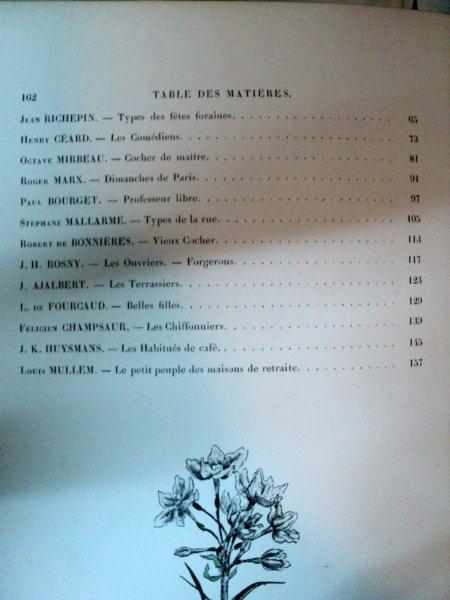 162 TABLE DES MATIÈRES.
JEAN RICHEPIN. — Types des fêtes foraines. . . . . . . . . . . . . . . . . . . . 65
HENRY CÉARD. — Les Comédiens. . . . . . . . . . . . . . . . . . . . 73
OCTAVE MIRBEAU. — Cocher de maître. . . . . . . . . . . . . . . . . . . . 81
ROGER MARX. — Dimanches de Paris. . . . . . . . . . . . . . . . . . . . 91
PAUL BOURGET. — Professeur libre. . . . . . . . . . . . . . . . . . . . 97
STÉPHANE MALLARMÉ. — Types de la rue. . . . . . . . . . . . . . . . . . . . 105
ROBERT DE BONNIÈRES. — Vieux Cocher. . . . . . . . . . . . . . . . . . . . 113
J. H. ROSNY. — Les Ouvriers. — Forgerons. . . . . . . . . . . . . . . . . . . . 117
J. AJALBERT. — Les Terrassiers. . . . . . . . . . . . . . . . . . . . 123
L. DE FOURCAUD. — Belles filles. . . . . . . . . . . . . . . . . . . . 129
FÉLICIEN CHAMPSAUR. — Les Chiffonniers. . . . . . . . . . . . . . . . . . . . 139
J. K. HUYSMANS. — Les Habitués de café. . . . . . . . . . . . . . . . . . . . 145
LOUIS MULLEM. — Le petit peuple des maisons de retraite. . . . . . . . . . . . . 157